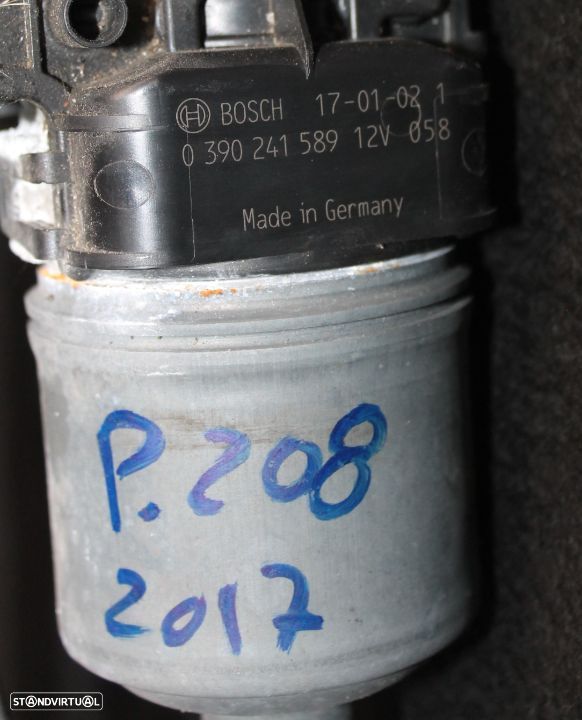 BOSCH 17-01-02 1
0 390 241 589 12V 058
Made in Germany
P.208
2017
STANDVIRTUAL